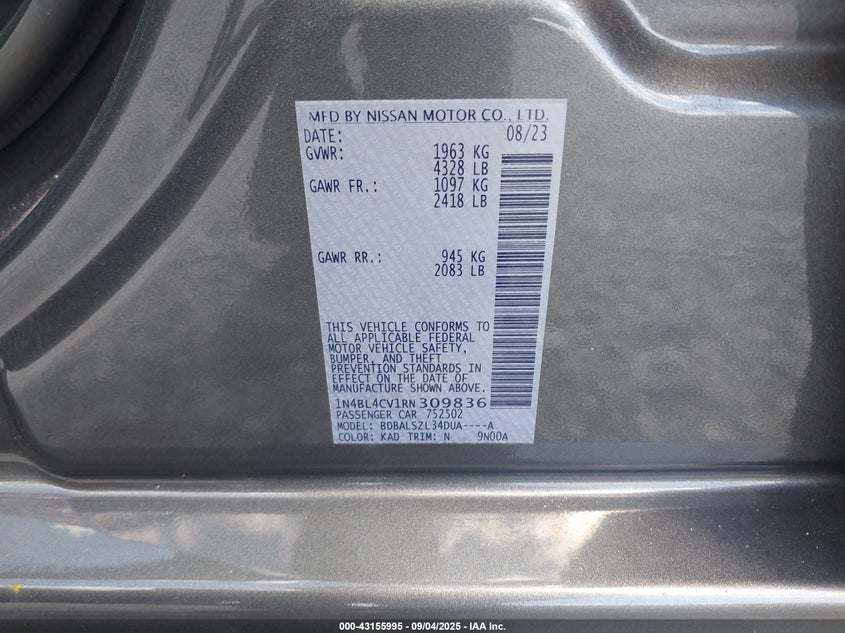 MFD BY NISSAN MOTOR CO., LTD.
DATE: 08/23
GVWR: 1963 KG
4328 LB
GAWR FR.: 1097 KG
2418 LB
GAWR RR.: 945 KG
2083 LB
THIS VEHICLE CONFORMS TO
ALL APPLICABLE FEDERAL
MOTOR VEHICLE SAFETY,
BUMPER, AND THEFT
PREVENTION STANDARDS IN
EFFECT ON THE DATE OF
MANUFACTURE SHOWN ABOVE.
1N4BL4CV1RN309836
PASSENGER CAR 752502
MODEL: BDBALSZL34DUA----A
COLOR: KAD TRIM: N 9N00A
000-43155995 - 09/04/2025 - IAA Inc.